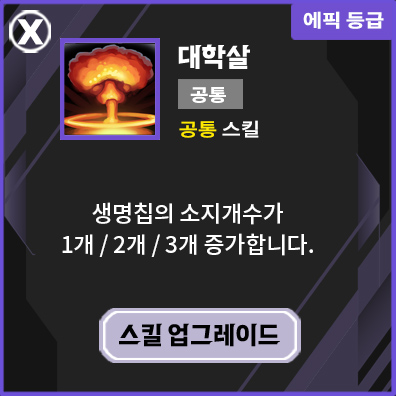 에픽 등급
X
대학살
공통
공통 스킬
생명칩의 소지개수가
1개 / 2개 / 3개 증가합니다.
스킬 업그레이드